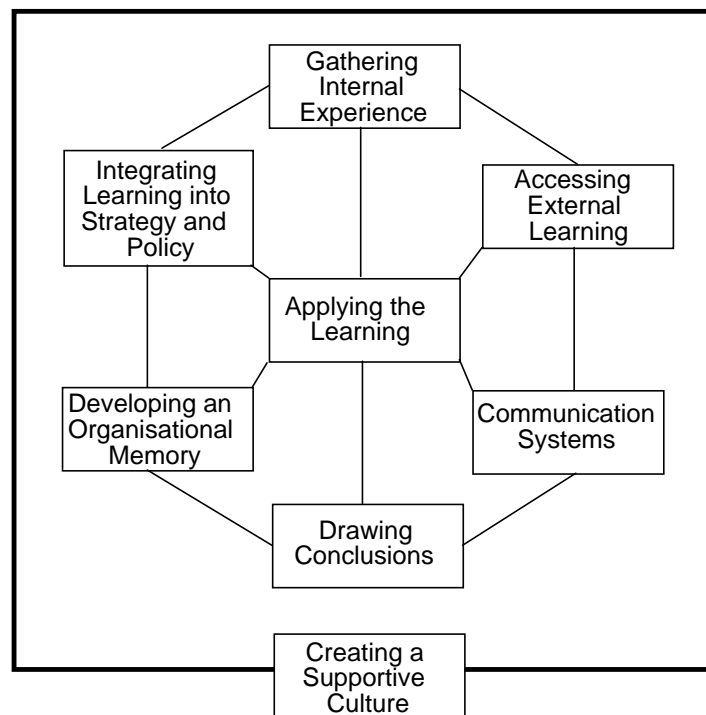 Gathering
Internal
Experience
Integrating
Learning into
Strategy and
Policy
Accessing
External
Learning
Applying the
Learning
Developing an
Organisational
Memory
Communication
Systems
Drawing
Conclusions
Creating a
Supportive
Culture